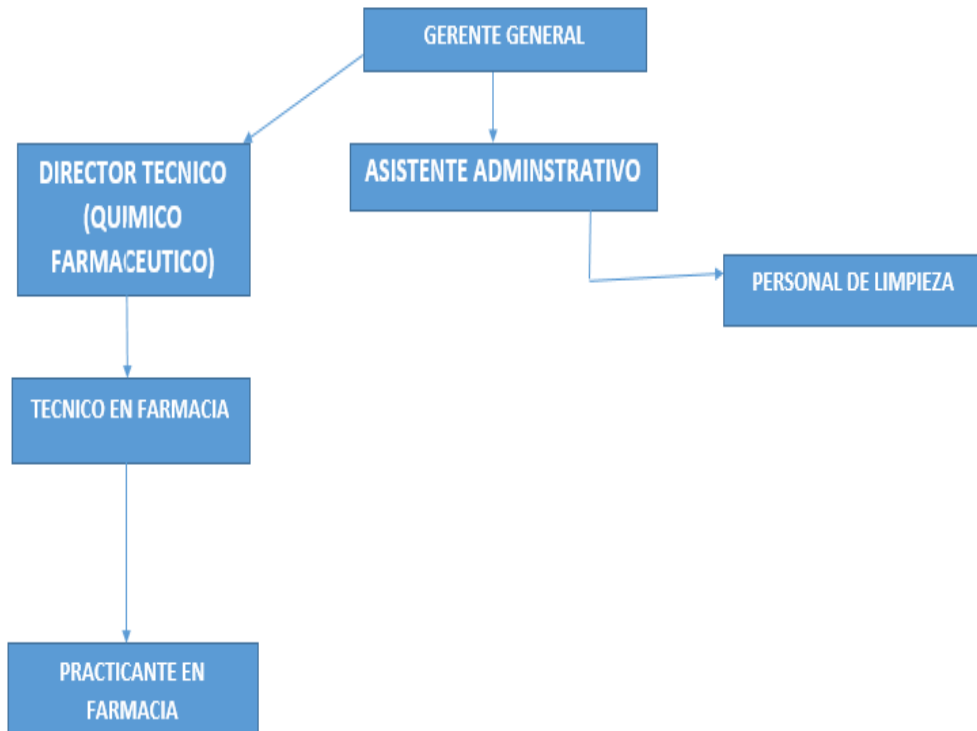 GERENTE GENERAL
DIRECTOR TECNICO
(QUIMICO
FARMACEUTICO)
ASISTENTE ADMINSTRATIVO
PERSONAL DE LIMPIEZA
TECNICO EN FARMACIA
PRACTICANTE EN
FARMACIA